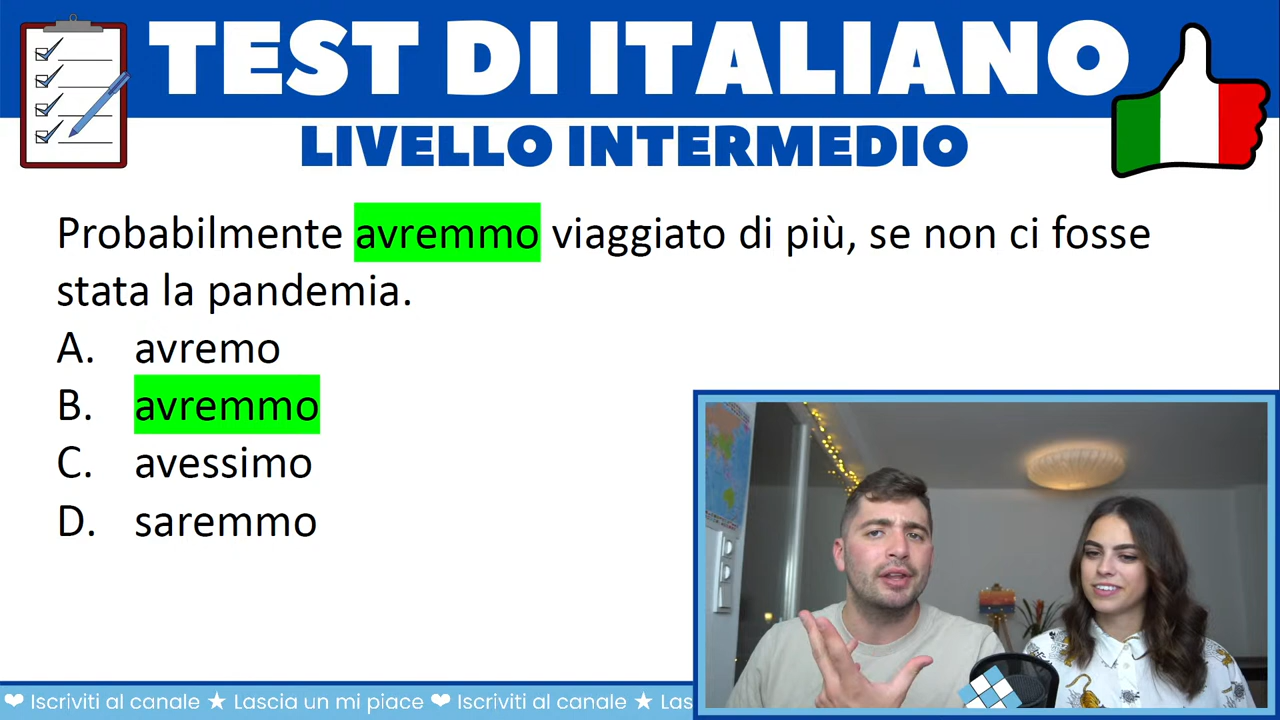 TEST DI ITALIANO
LIVELLO INTERMEDIO
Probabilmente avremmo viaggiato di più, se non ci fosse
stata la pandemia.
A. avremo
B. avremmo
C. avessimo
D. saremmo
❤ Iscriviti al canale ★ Lascia un mi piace ❤ Iscriviti al canale ★ Las